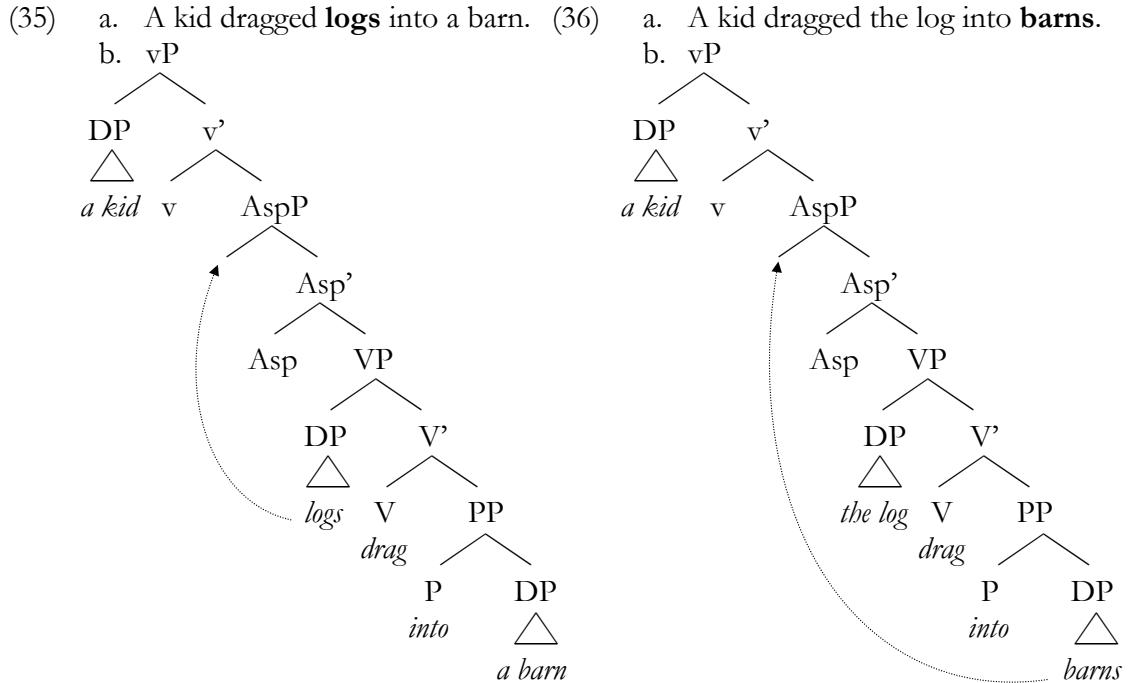 (35) a. A kid dragged logs into a barn. (36) a. A kid dragged the log into barns.
b. vP b. vP
DP v’ DP v’
a kid v AspP a kid v AspP
Asp’ Asp’
Asp VP Asp VP
DP V’ DP V’
logs V PP the log V PP
drag drag
P DP P DP
into into
a barn barns